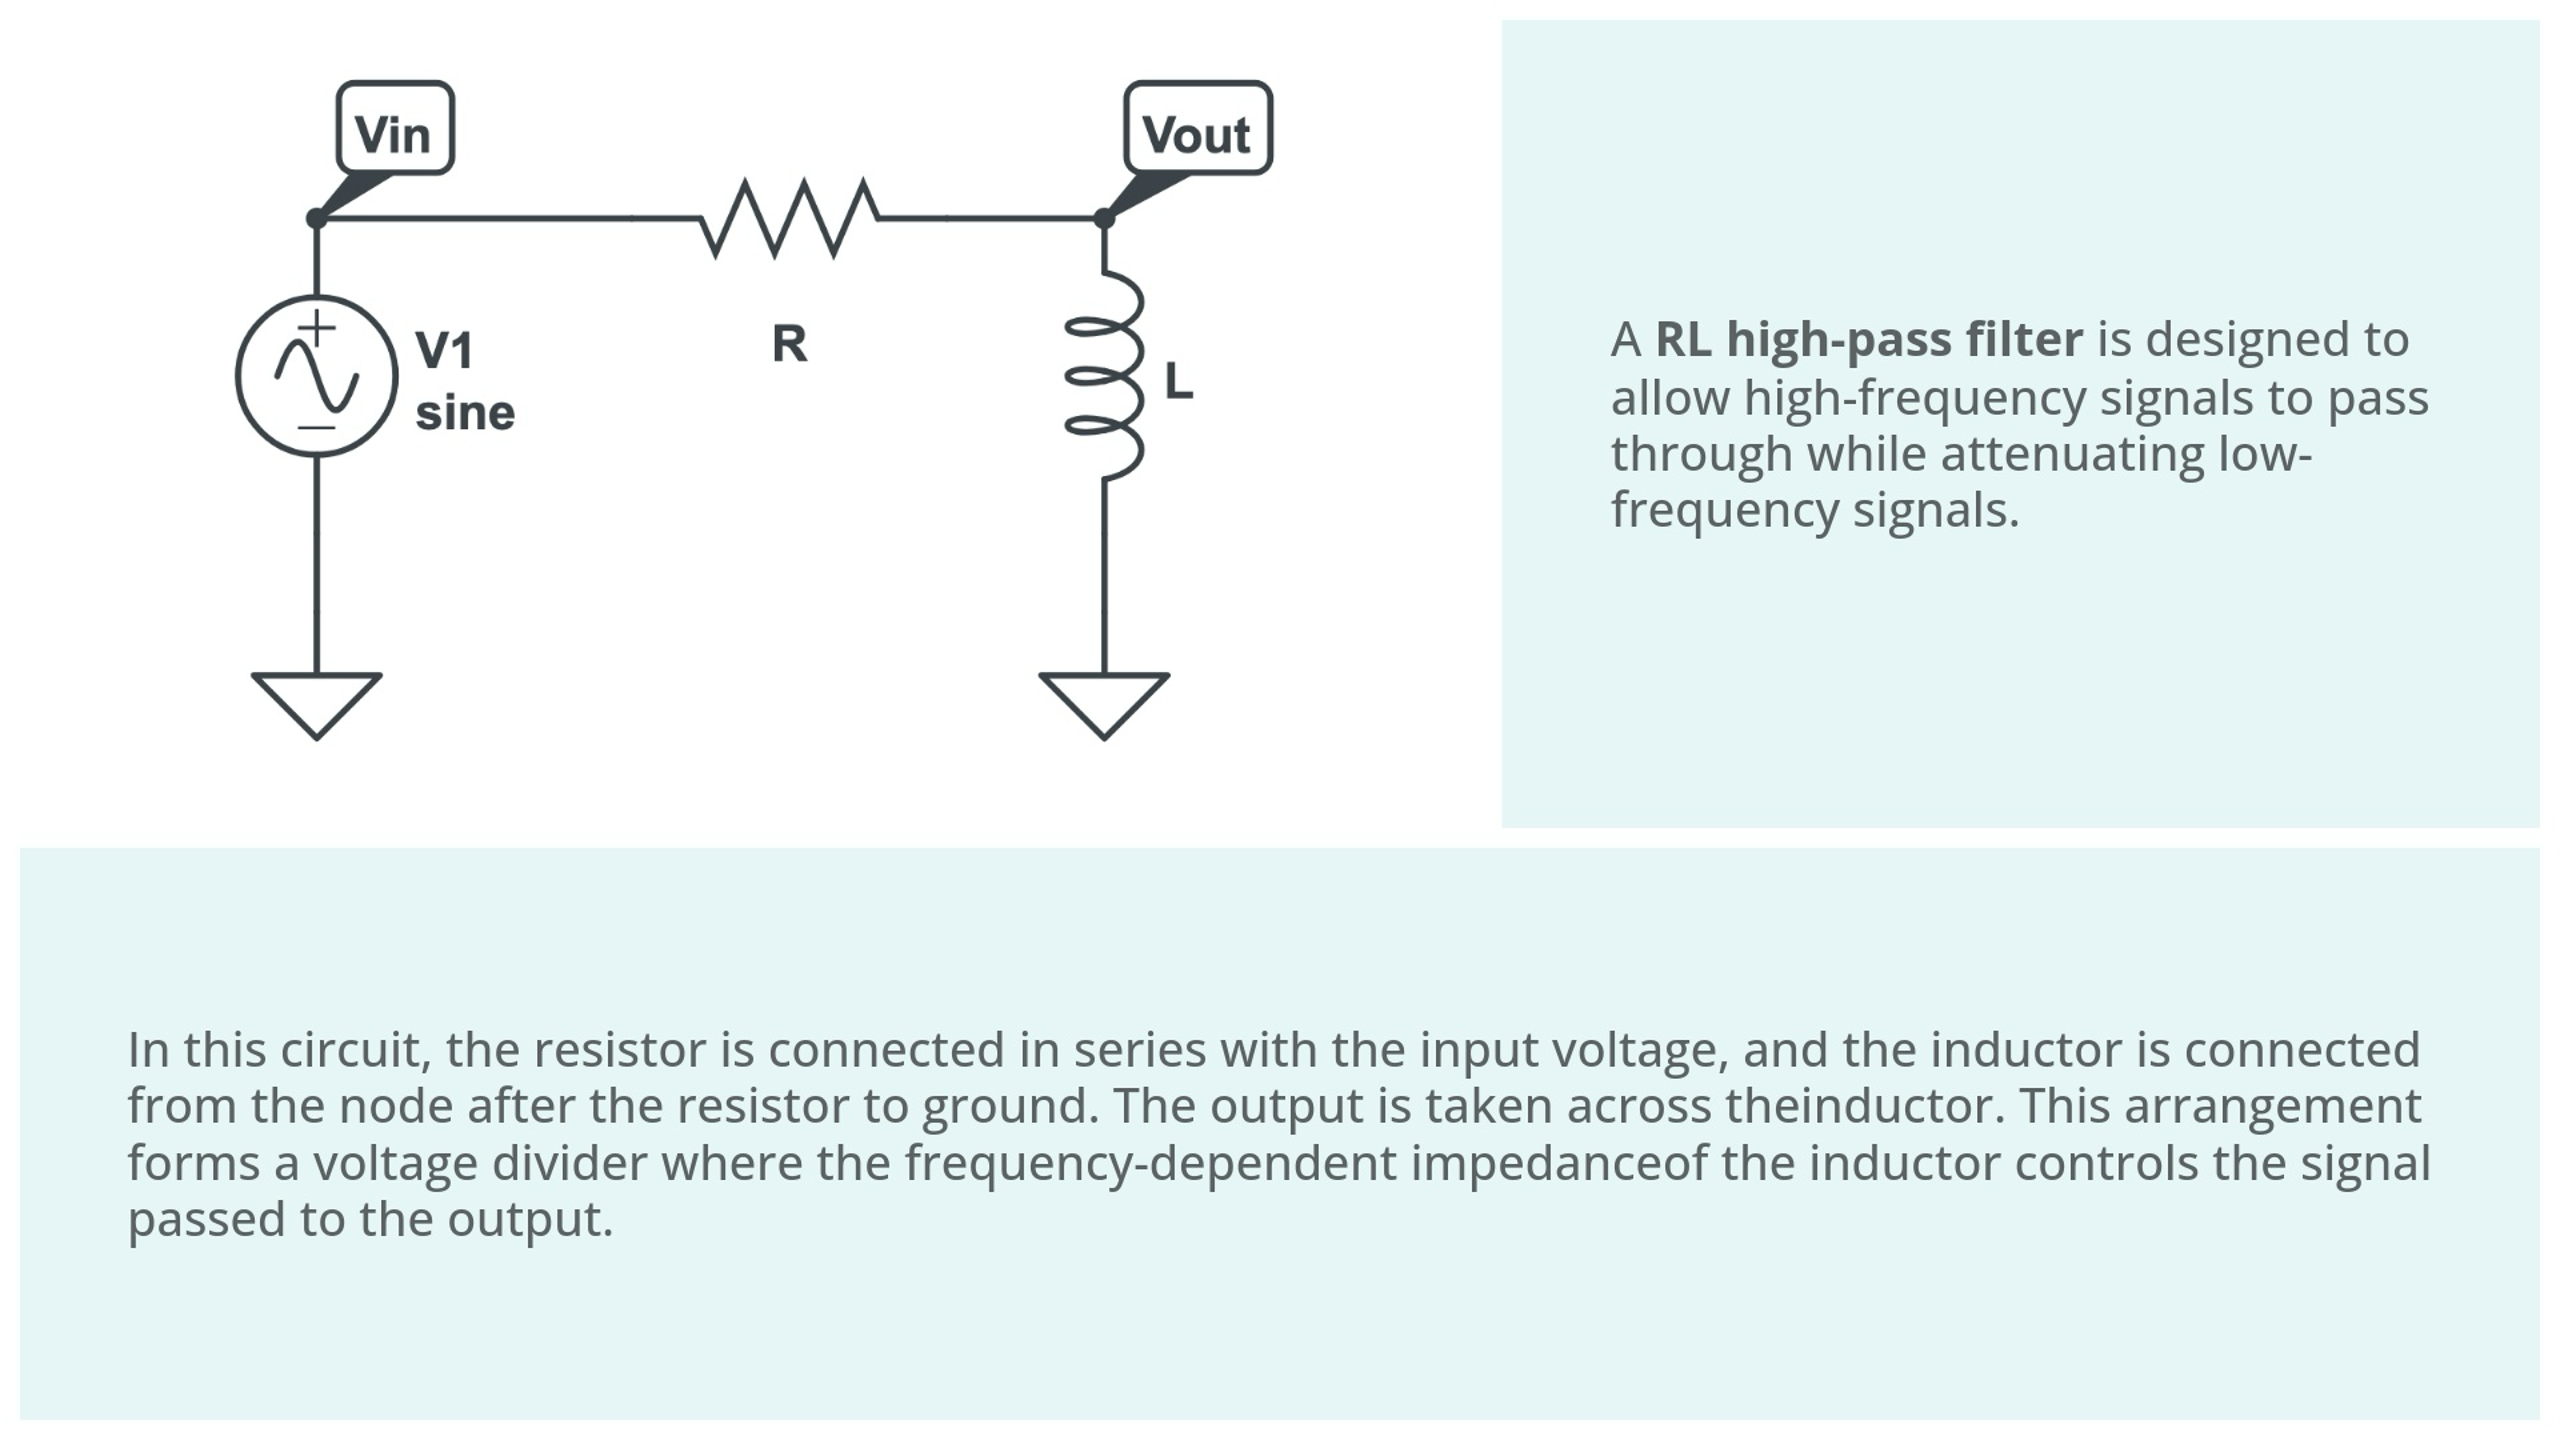 Vin
Vout
V1
sine
R
L
A RL high-pass filter is designed to
allow high-frequency signals to pass
through while attenuating low-
frequency signals.
In this circuit, the resistor is connected in series with the input voltage, and the inductor is connected
from the node after the resistor to ground. The output is taken across theinductor. This arrangement
forms a voltage divider where the frequency-dependent impedanceof the inductor controls the signal
passed to the output.